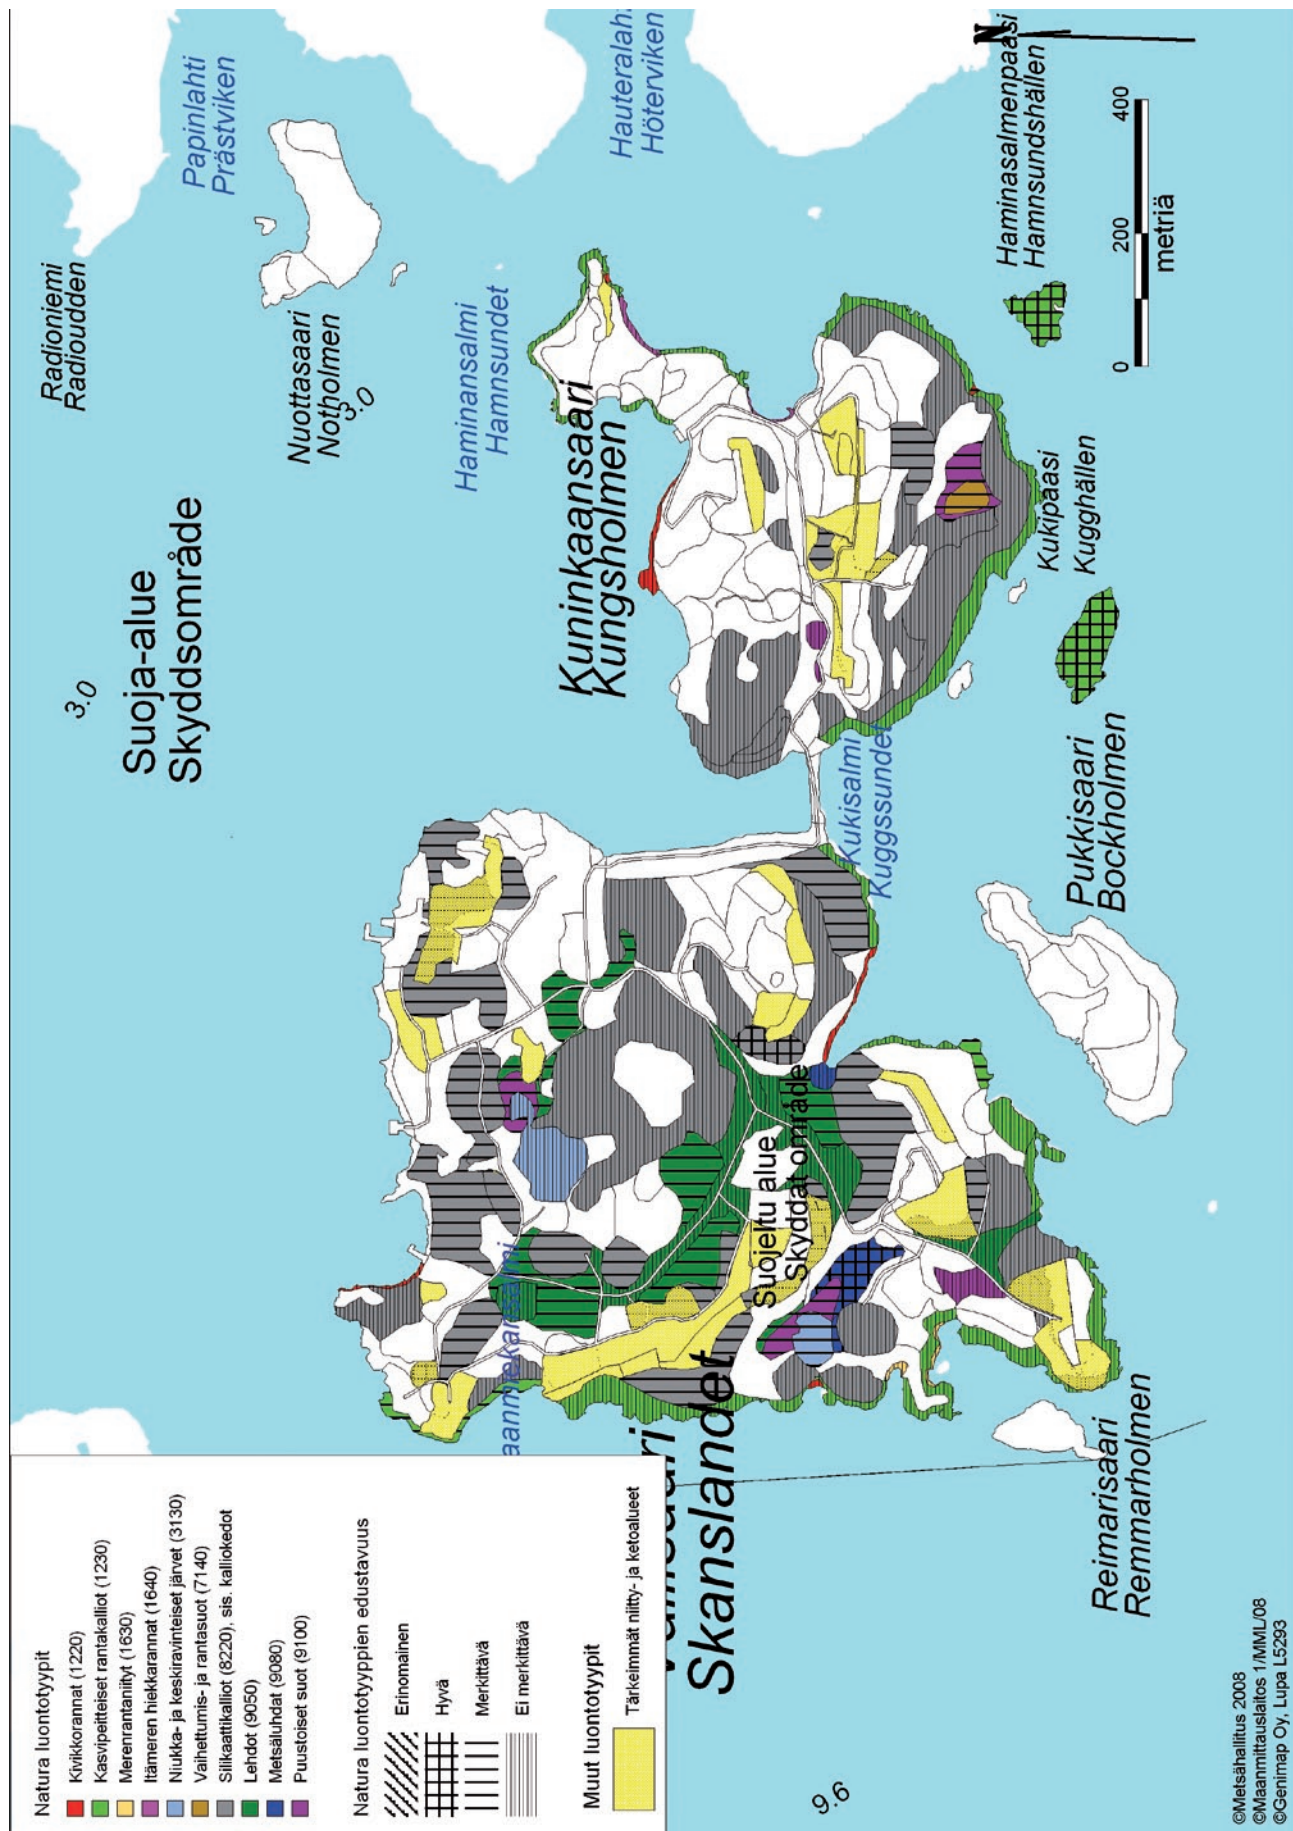 Natura luontotyypit
Kivikkorannat (1220)
Kasvipeitteiset rantakalliot (1230)
Merenrantaniityt (1630)
Itämeren hiekkarannat (1640)
Niukka- ja keskiravinteiset järvet (3130)
Vaihettumis- ja rantasuot (7140)
Silikaattikalliot (8220), sis. kalliokedot
Lehdot (9050)
Metsäluhdat (9080)
Puustoiset suot (9100)
Natura luontotyyppien edustavuus
Erinomainen
Hyvä
Merkittävä
Ei merkittävä
Muut luontotyypit
Tärkeimmät niitty- ja ketoalueet
Radioniemi
Radioudden
Papinlahti
Prästviken
Nuottasaari
Notholmen
3.0
Suoja-alue
Skyddsområde
3.0
Haminansalmi
Hamnsundet
Hauteralah
Höterviken
Kuninkaansaari
Kungsholmen
Haminasalmenpaasi
Hamnsundshällen
N
0 200 400
metriä
Kukipaasi
Kugghällen
Kukisalmi
Kuggssundet
Pukkisaari
Bockholmen
Suojeltu alue
Skyddat område
Skanslandet
Reimarisaari
Remmarholmen
9.6
©Metsähallitus 2008
©Maanmittauslaitos 1/MML/08
©Genimap Oy, Lupa L5293